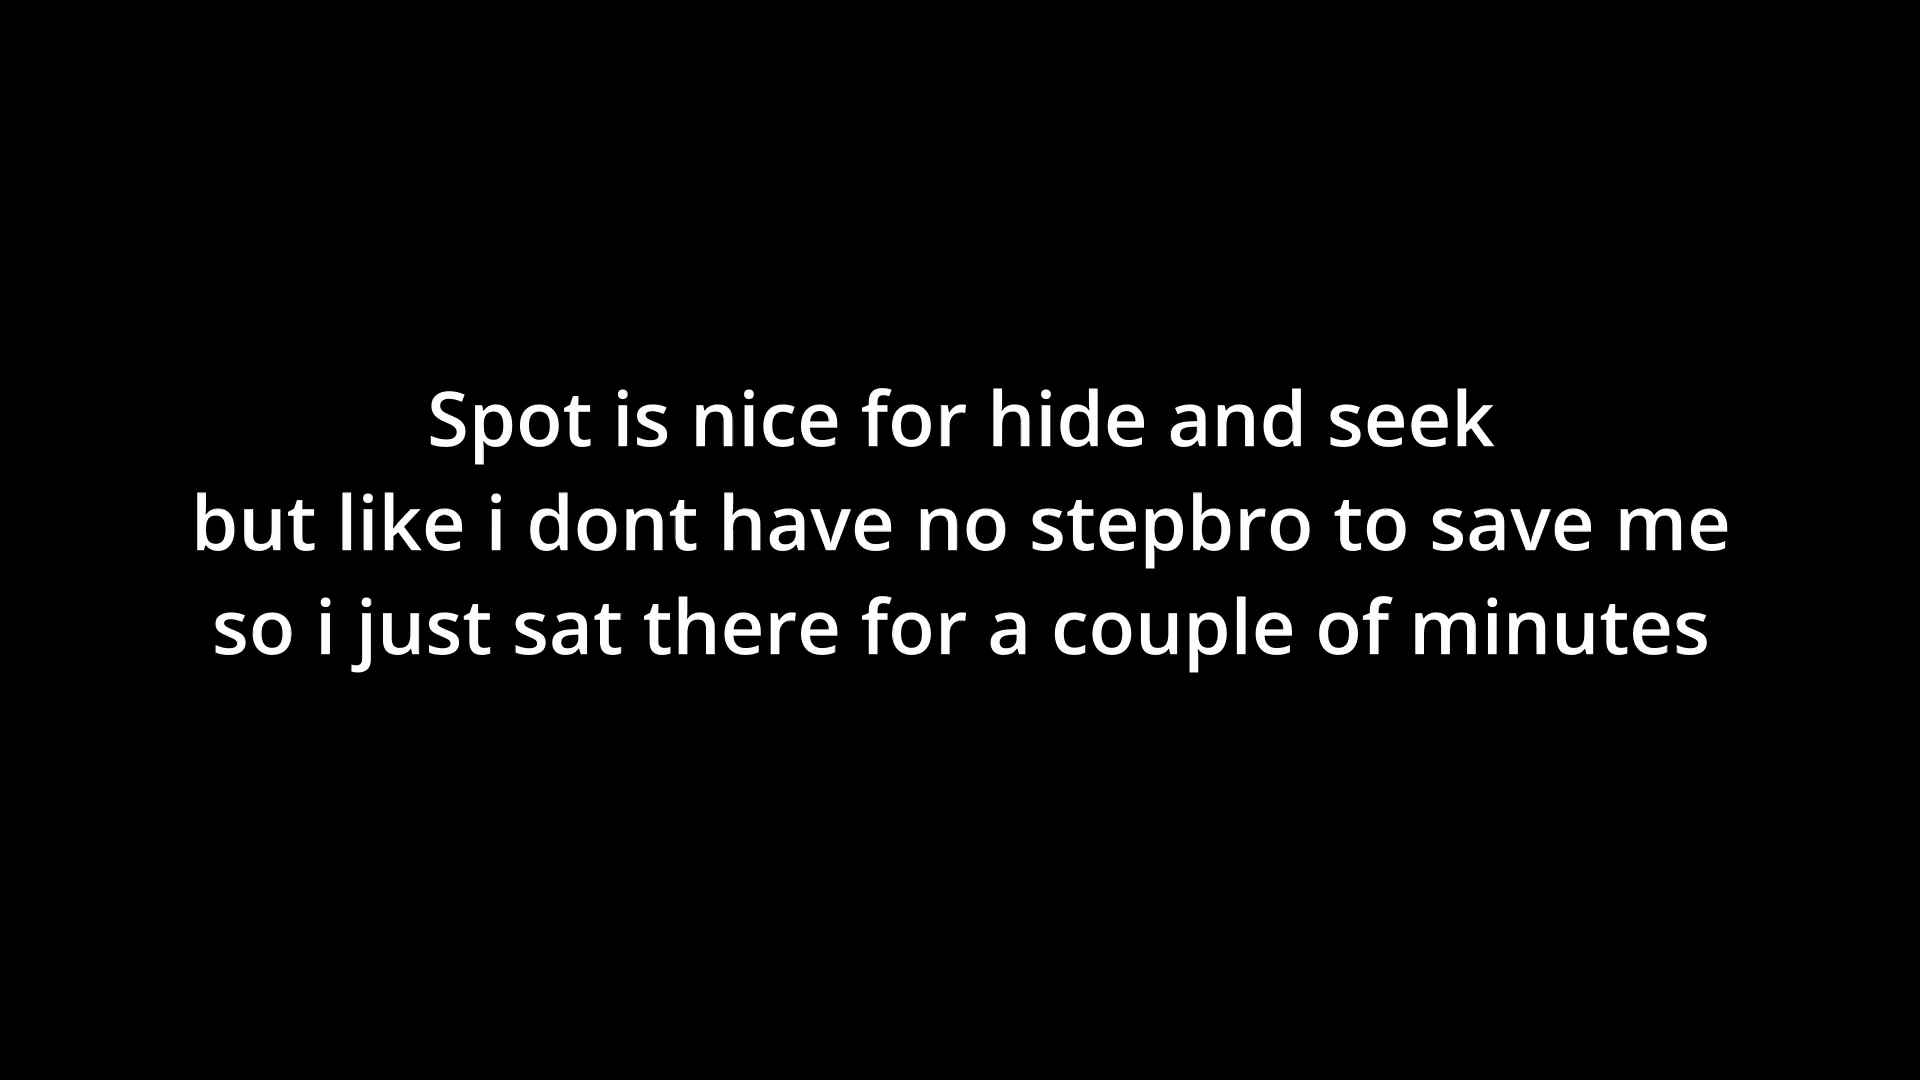 Spot is nice for hide and seek
but like i dont have no stepbro to save me
so i just sat there for a couple of minutes